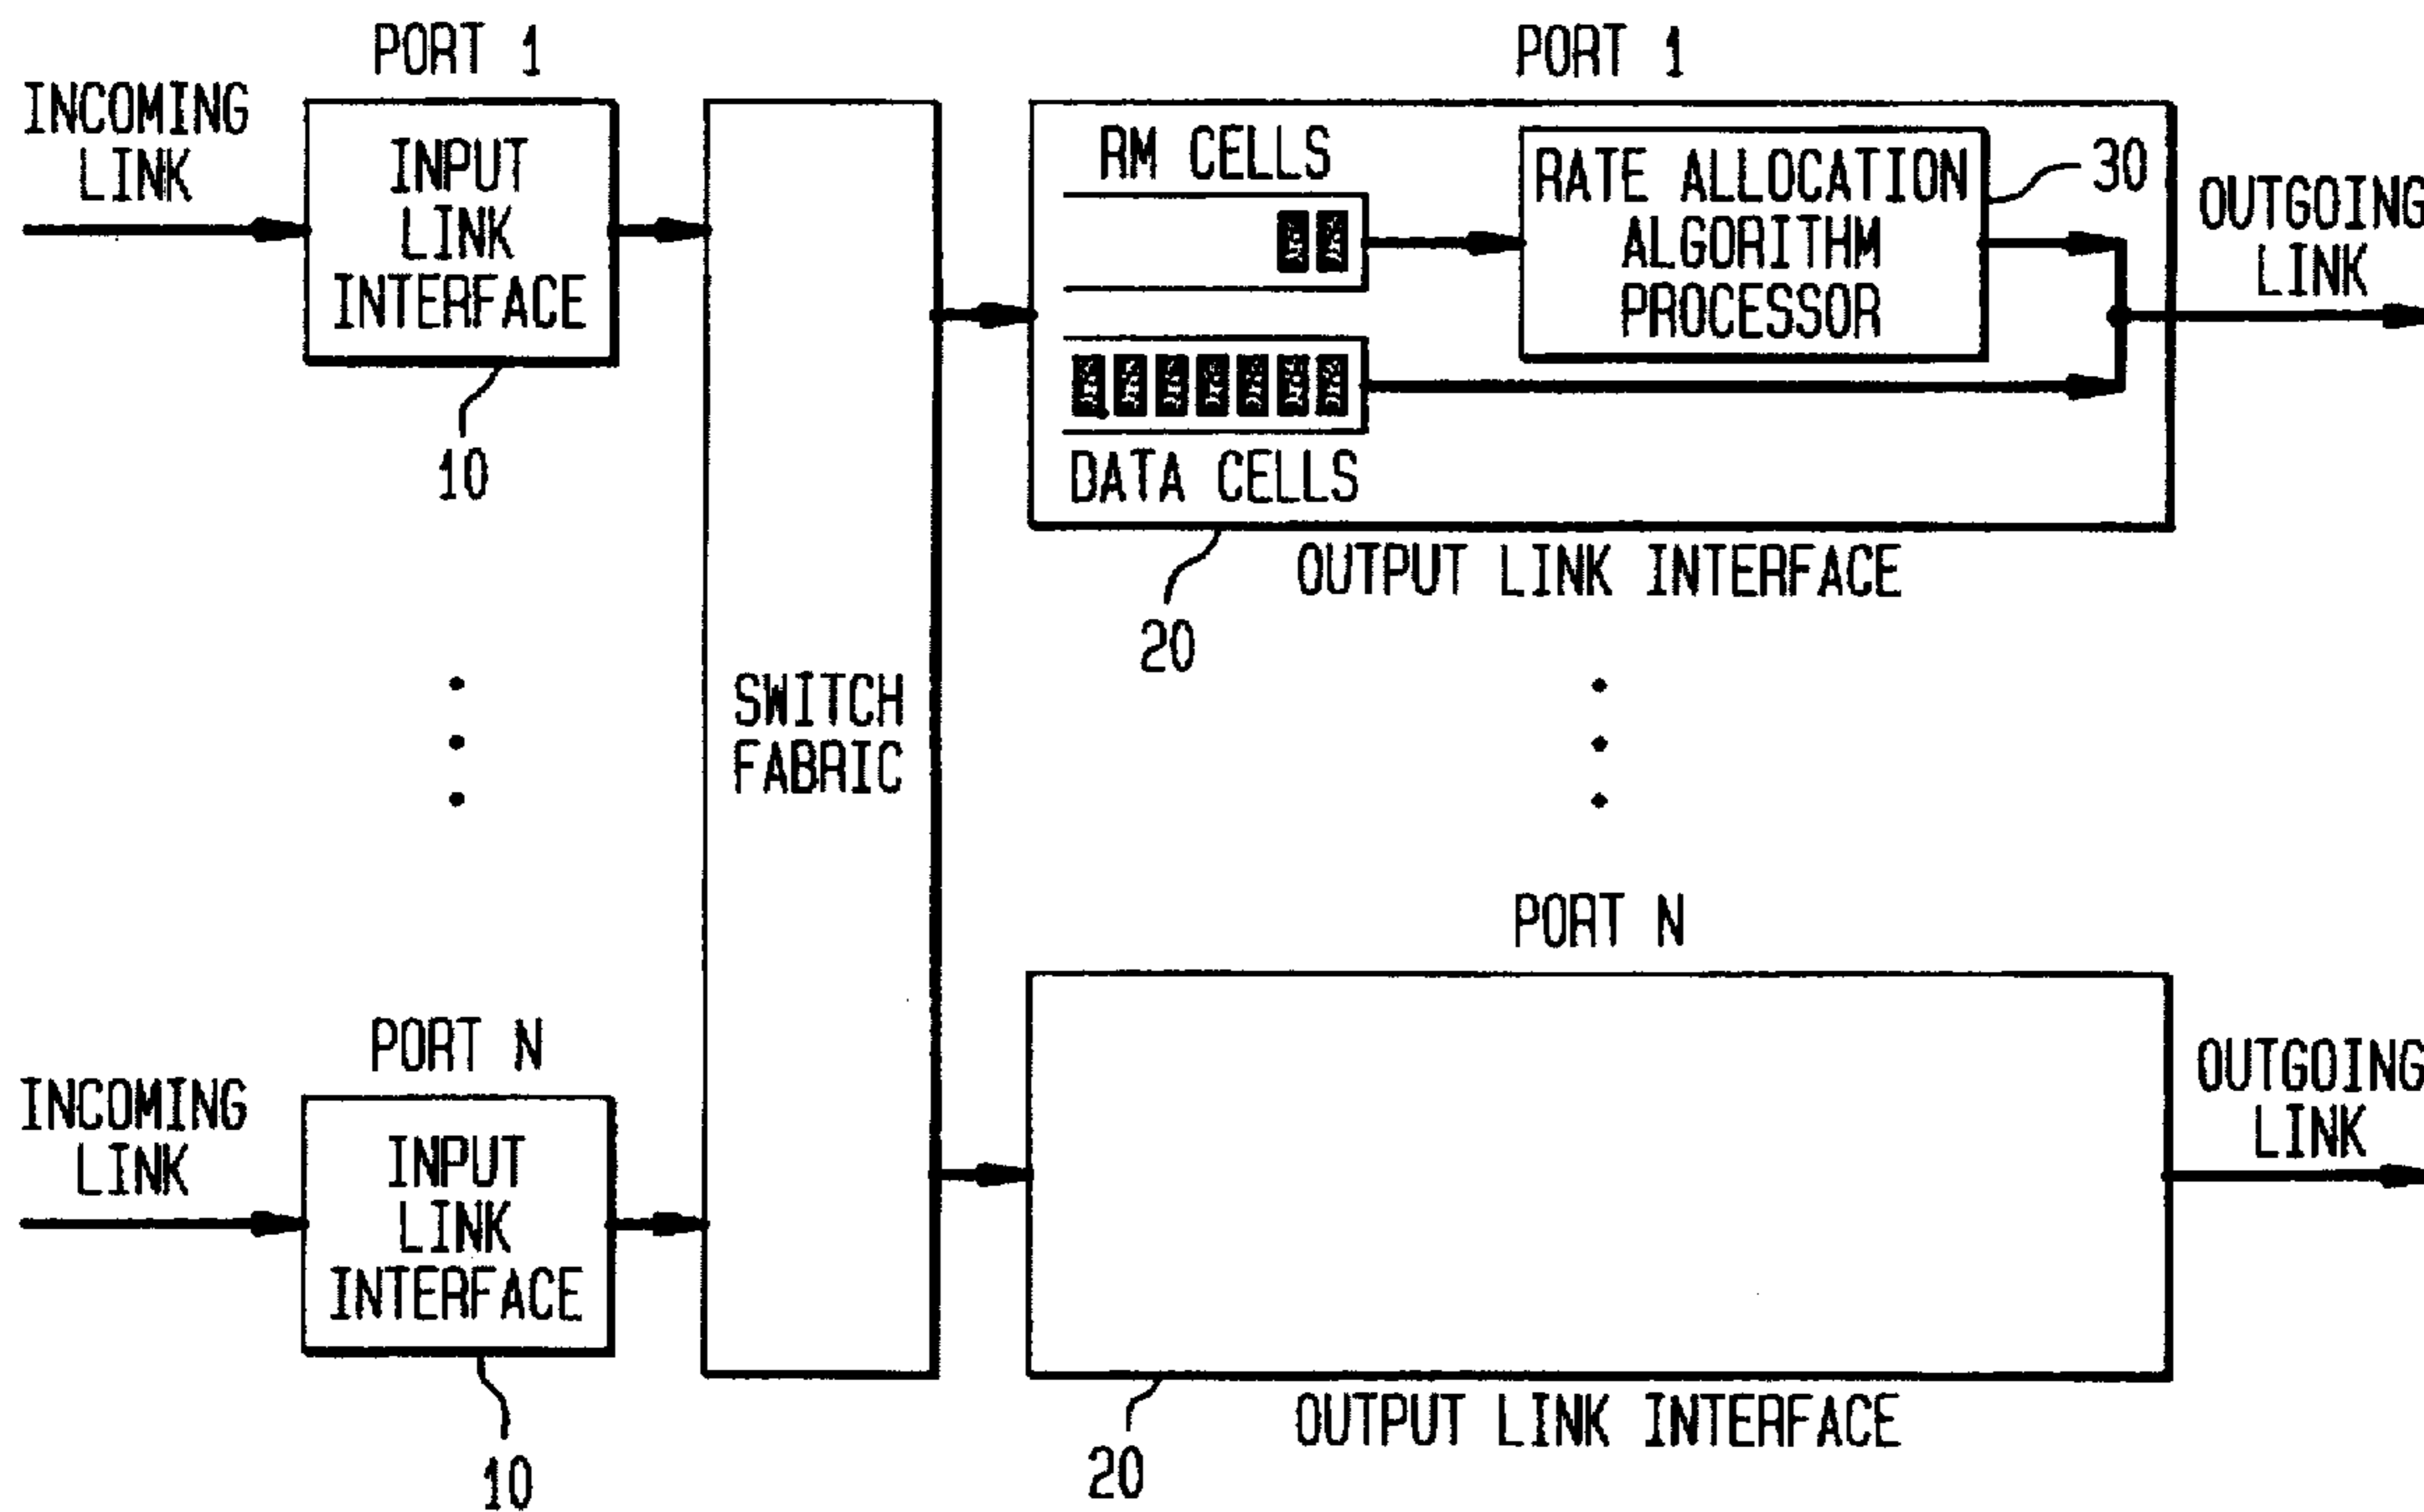 PORT 1
INCOMING
LINK
INPUT
LINK
INTERFACE
10
SWITCH
FABRIC
PORT 1
RM CELLS
RATE ALLOCATION
ALGORITHM
PROCESSOR
30
DATA CELLS
OUTGOING
LINK
OUTPUT LINK INTERFACE
20
PORT N
INCOMING
LINK
INPUT
LINK
INTERFACE
10
PORT N
OUTGOING
LINK
OUTPUT LINK INTERFACE
20